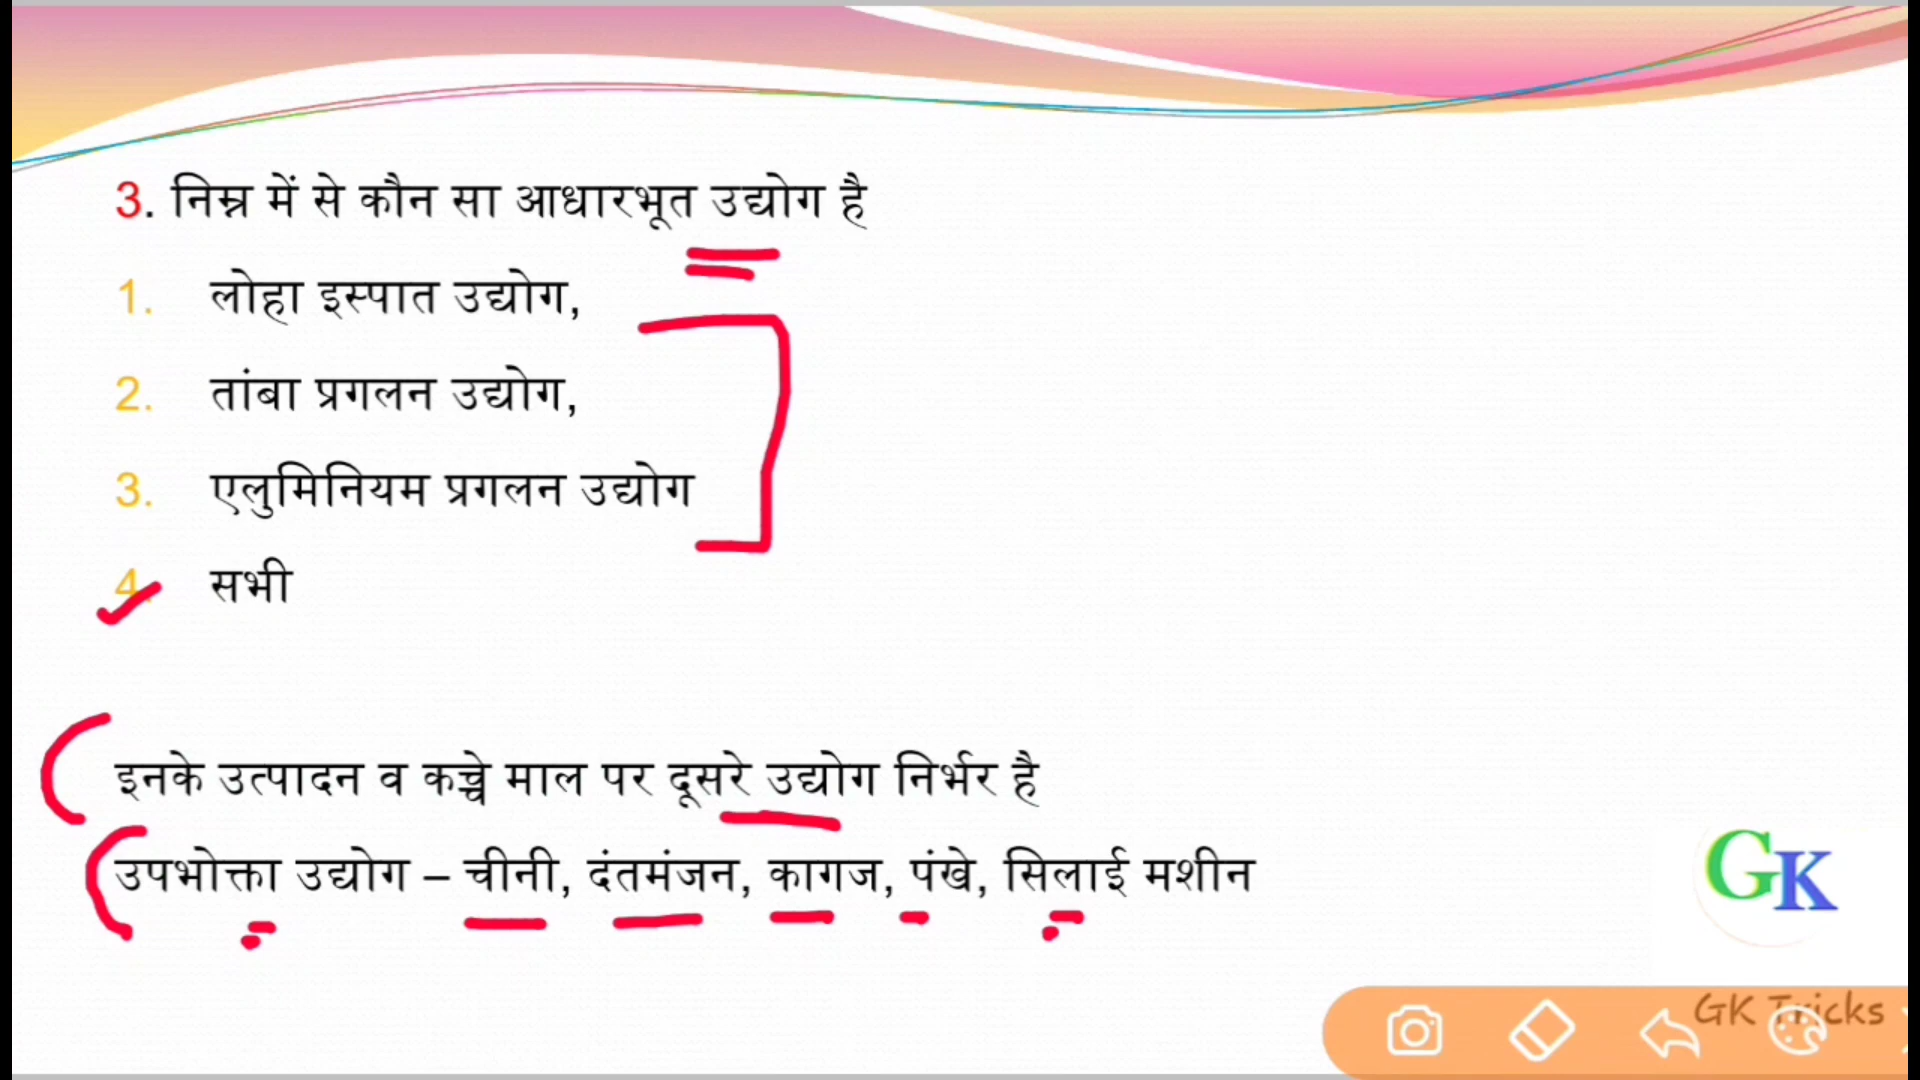 3. निम्न में से कौन सा आधारभूत उद्योग है
1. लोहा इस्पात उद्योग,
2. तांबा प्रगलन उद्योग,
3. एलुमिनियम प्रगलन उद्योग
4. सभी
इनके उत्पादन व कच्चे माल पर दूसरे उद्योग निर्भर है
उपभोक्ता उद्योग – चीनी, दंतमंजन, कागज, पंखे, सिलाई मशीन
GK
GK Tricks